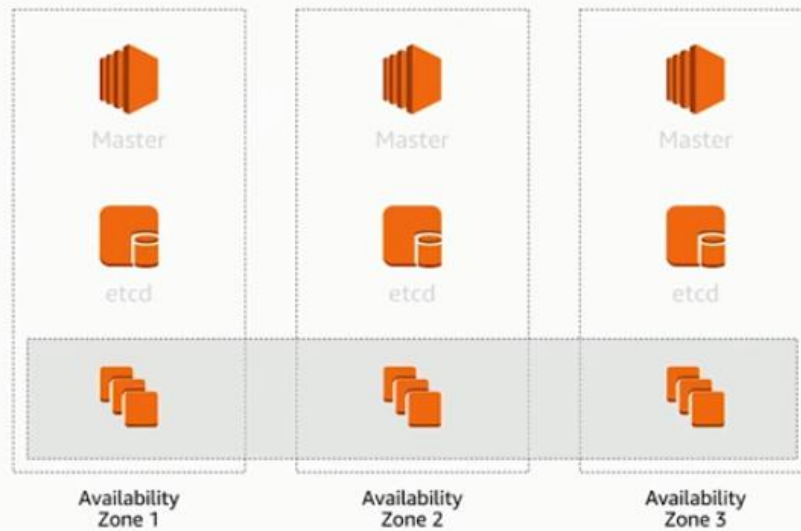 Master
Master
Master
etcd
etcd
etcd
Availability
Zone 1
Availability
Zone 2
Availability
Zone 3